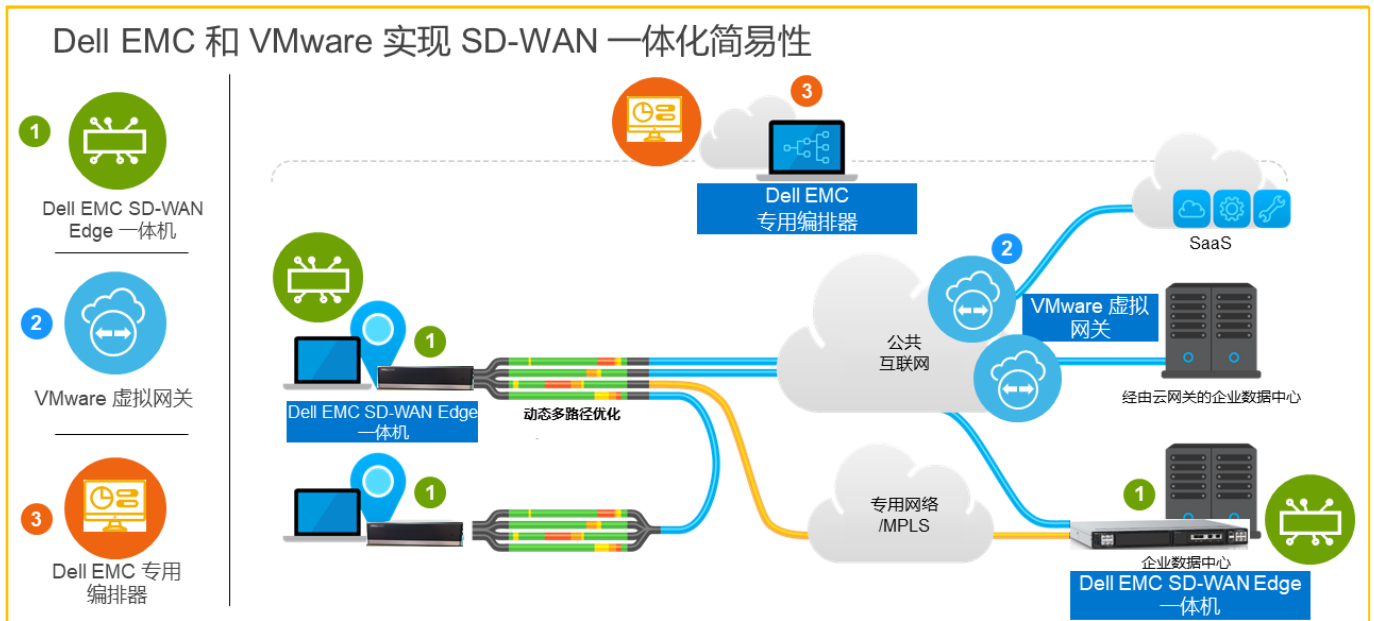 Dell EMC 和 VMware 实现 SD-WAN 一体化简易性
1
Dell EMC SD-WAN
Edge 一体机
2
VMware 虚拟网关
3
Dell EMC 专用
编排器
3
Dell EMC
专用编排器
SaaS
2
VMware 虚拟
网关
公共
互联网
经由云网关的企业数据中心
1
Dell EMC SD-WAN Edge
一体机
动态多路径优化
1
专用网络
/MPLS
1
企业数据中心
Dell EMC SD-WAN Edge
一体机